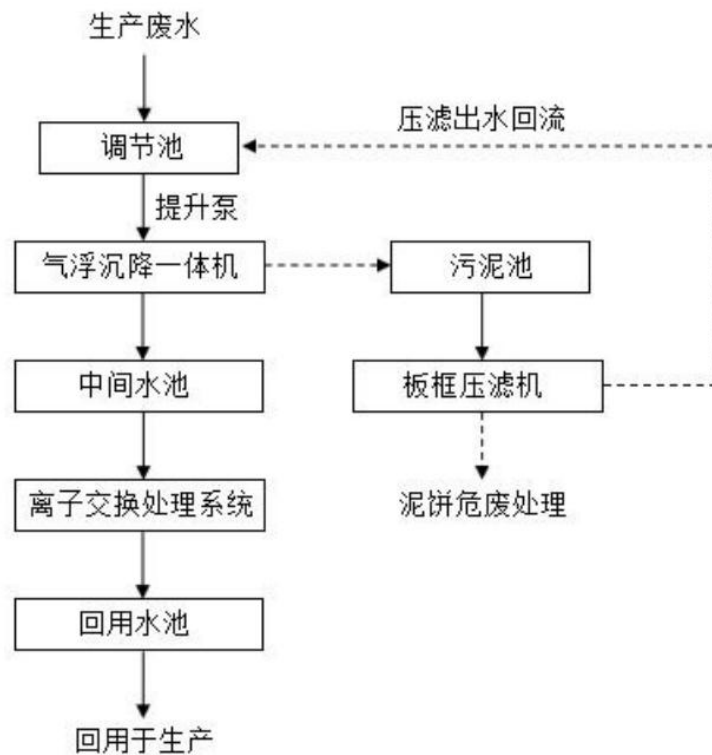 生产废水
压滤出水回流
调节池
提升泵
气浮沉降一体机
污泥池
中间水池
板框压滤机
离子交换处理系统
泥饼危废处理
回用水池
回用于生产